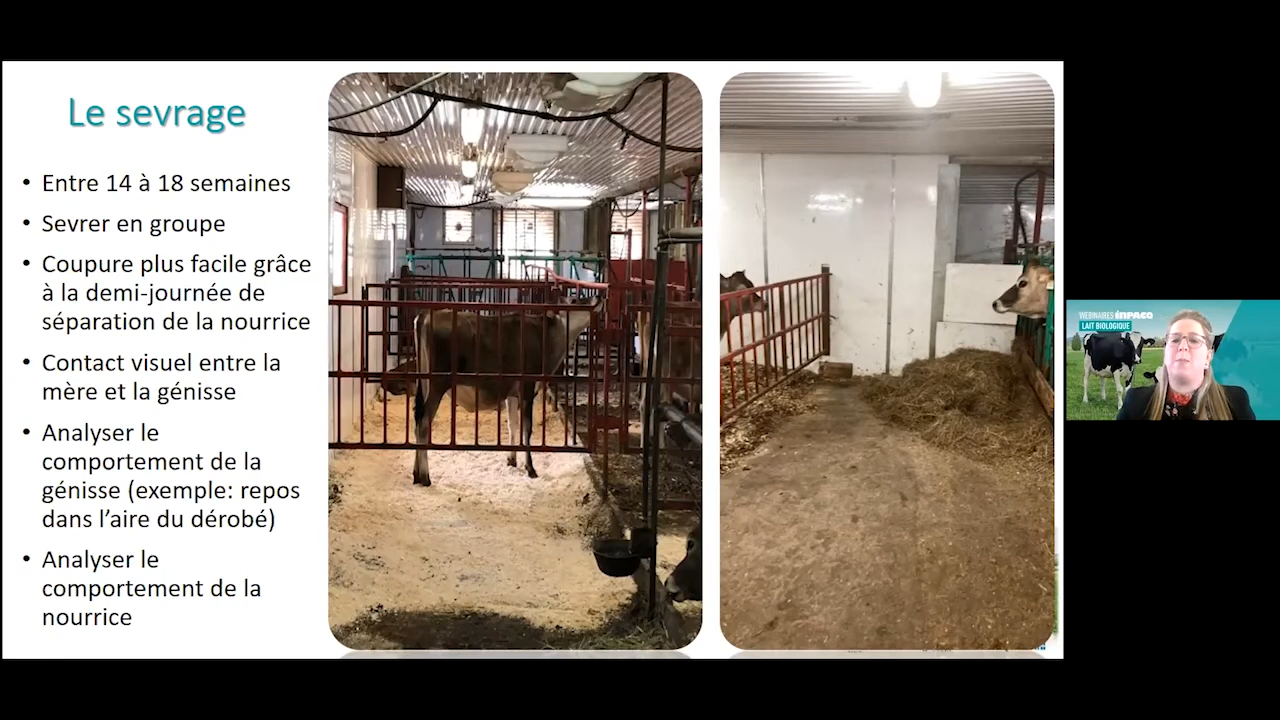 Le sevrage
• Entre 14 à 18 semaines
• Sevrer en groupe
• Coupure plus facile grâce
à la demi-journée de
séparation de la nourrice
• Contact visuel entre la
mère et la génisse
• Analyser le
comportement de la
génisse (exemple: repos
dans l’aire du dérobé)
• Analyser le
comportement de la
nourrice
WEBINAIRES INPACQ
LAIT BIOLOGIQUE